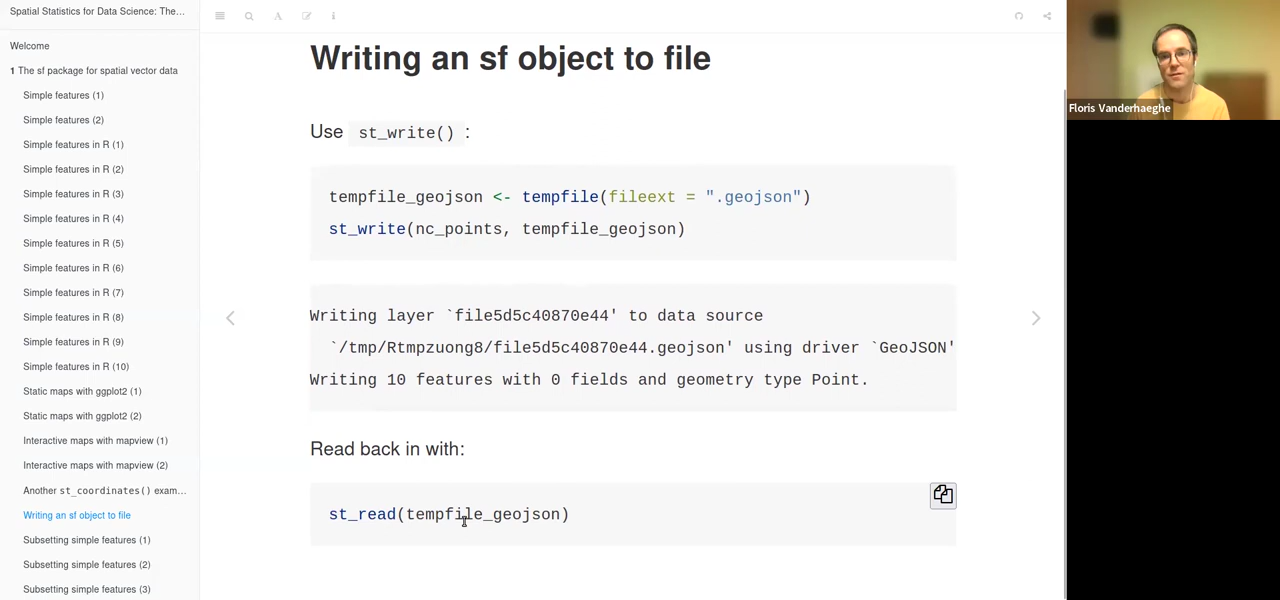 Spatial Statistics for Data Science: The…
Welcome
1 The sf package for spatial vector data
Simple features (1)
Simple features (2)
Simple features in R (1)
Simple features in R (2)
Simple features in R (3)
Simple features in R (4)
Simple features in R (5)
Simple features in R (6)
Simple features in R (7)
Simple features in R (8)
Simple features in R (9)
Simple features in R (10)
Static maps with ggplot2 (1)
Static maps with ggplot2 (2)
Interactive maps with mapview (1)
Interactive maps with mapview (2)
Another st_coordinates() exam…
Writing an sf object to file
Subsetting simple features (1)
Subsetting simple features (2)
Subsetting simple features (3)
A
i
Writing an sf object to file
Use st_write() :
tempfile_geojson <- tempfile(fileext = ".geojson")
st_write(nc_points, tempfile_geojson)
Writing layer `file5d5c40870e44' to data source
`/tmp/Rtmpzuong8/file5d5c40870e44.geojson' using driver `GeoJSON'
Writing 10 features with 0 fields and geometry type Point.
Read back in with:
st_read(tempfile_geojson)
Floris Vanderhaeghe